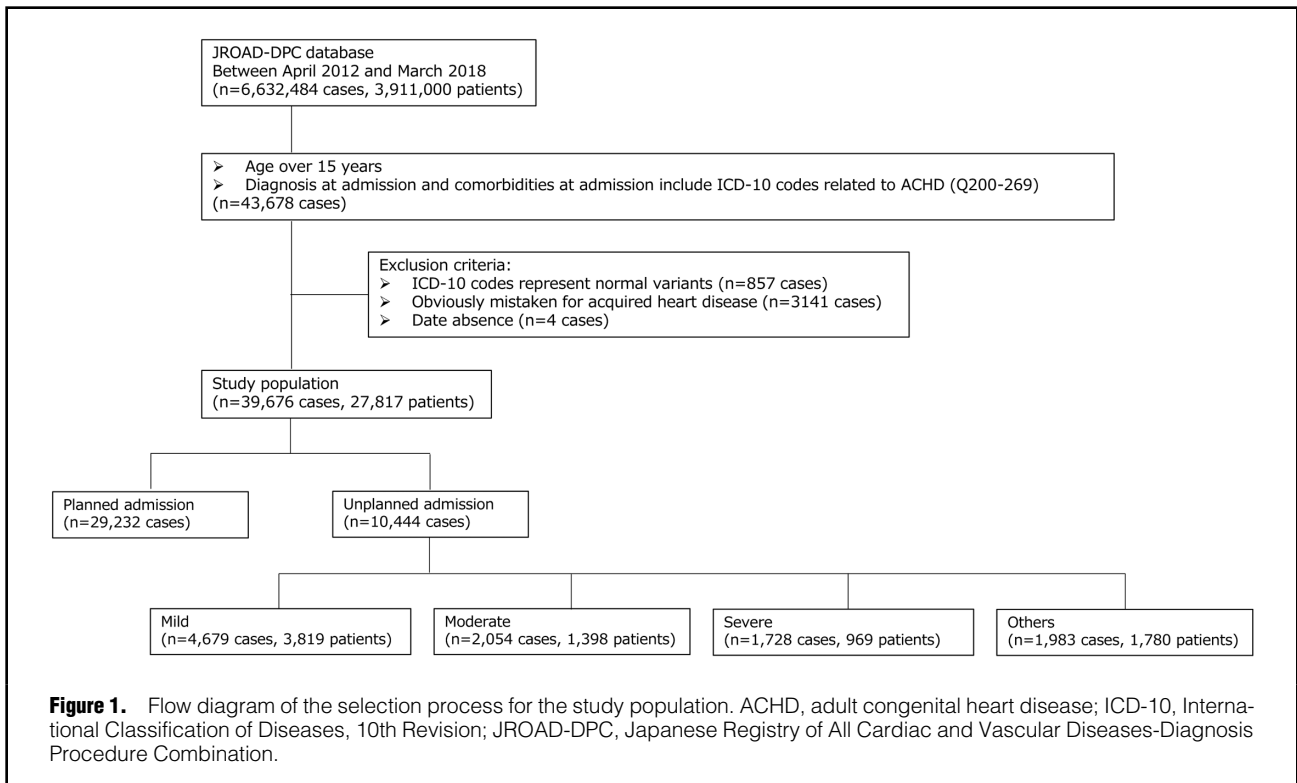 JROAD-DPC database
Between April 2012 and March 2018
(n=6,632,484 cases, 3,911,000 patients)
➢ Age over 15 years
➢ Diagnosis at admission and comorbidities at admission include ICD-10 codes related to ACHD (Q200-269)
(n=43,678 cases)
Exclusion criteria:
➢ ICD-10 codes represent normal variants (n=857 cases)
➢ Obviously mistaken for acquired heart disease (n=3141 cases)
➢ Date absence (n=4 cases)
Study population
(n=39,676 cases, 27,817 patients)
Planned admission
(n=29,232 cases)
Unplanned admission
(n=10,444 cases)
Mild
(n=4,679 cases, 3,819 patients)
Moderate
(n=2,054 cases, 1,398 patients)
Severe
(n=1,728 cases, 969 patients)
Others
(n=1,983 cases, 1,780 patients)
Figure 1. Flow diagram of the selection process for the study population. ACHD, adult congenital heart disease; ICD-10, Interna-
tional Classification of Diseases, 10th Revision; JROAD-DPC, Japanese Registry of All Cardiac and Vascular Diseases-Diagnosis
Procedure Combination.